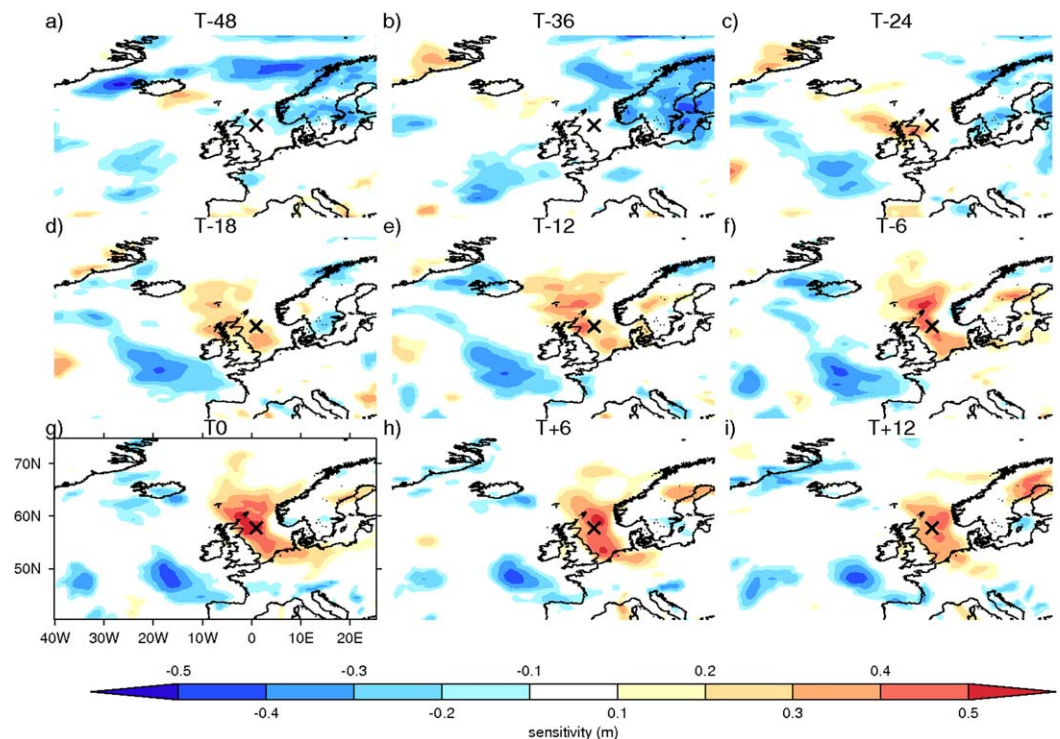 a) T-48 b) T-36 c) T-24
d) T-18 e) T-12 f) T-6
g) T0 h) T+6 i) T+12
70N
60N
50N
40W 30W 20W 10W 0 10E 20E
-0.5 -0.3 -0.1 0.2 0.4
-0.4 -0.2 0.1 0.3 0.5
sensitivity (m)